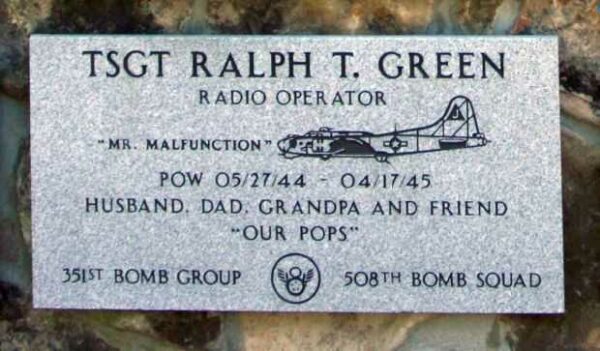 TSGT RALPH T. GREEN
RADIO OPERATOR
"MR. MALFUNCTION"
POW 05/27/44 - 04/17/45
HUSBAND, DAD, GRANDPA AND FRIEND
"OUR POPS"
351ST BOMB GROUP 8 508TH BOMB SQUAD